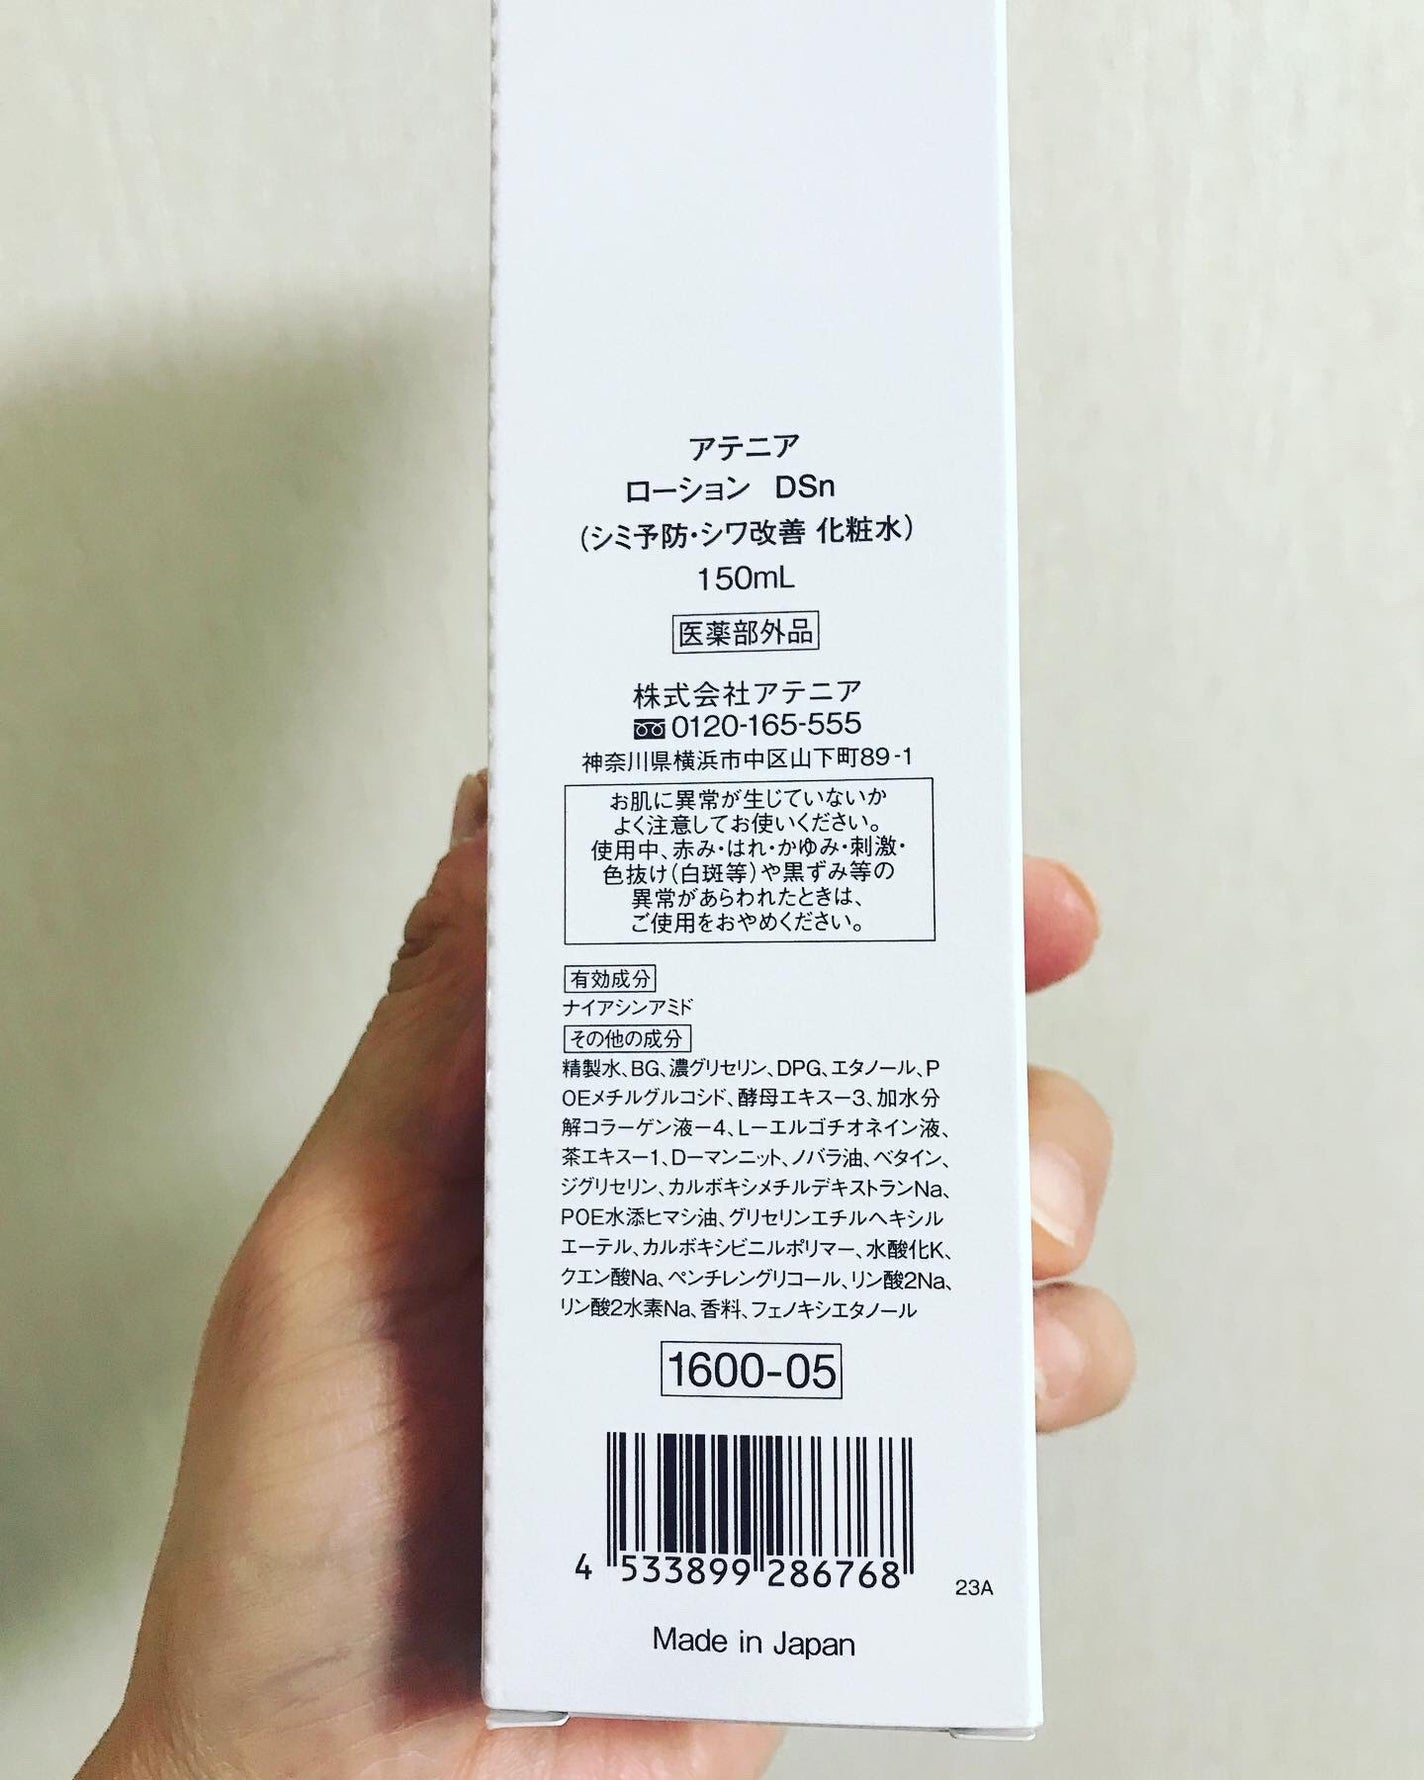 アテニア
ローション DSn
(シミ予防・シワ改善 化粧水)
150mL
医薬部外品
株式会社アテニア
0120-165-555
神奈川県横浜市中区山下町89-1
お肌に異常が生じていないか
よく注意してお使いください。
使用中、赤み・はれ・かゆみ・刺激・
色抜け(白斑等)や黒ずみ等の
異常があらわれたときは、
ご使用をおやめください。
有効成分
ナイアシンアミド
その他の成分
精製水、BG、濃グリセリン、DPG、エタノール、P
OEメチルグルコシド、酵母エキス－3、加水分
解コラーゲン液－4、L－エルゴチオネイン液、
茶エキス－1、D－マンニット、ノバラ油、ベタイン、
ジグリセリン、カルボキシメチルデキストランNa、
POE水添ヒマシ油、グリセリンエチルヘキシル
エーテル、カルボキシビニルポリマー、水酸化K、
クエン酸Na、ペンチレングリコール、リン酸2Na、
リン酸2水素Na、香料、フェノキシエタノール
1600-05
4 533899 286768
23A
Made in Japan